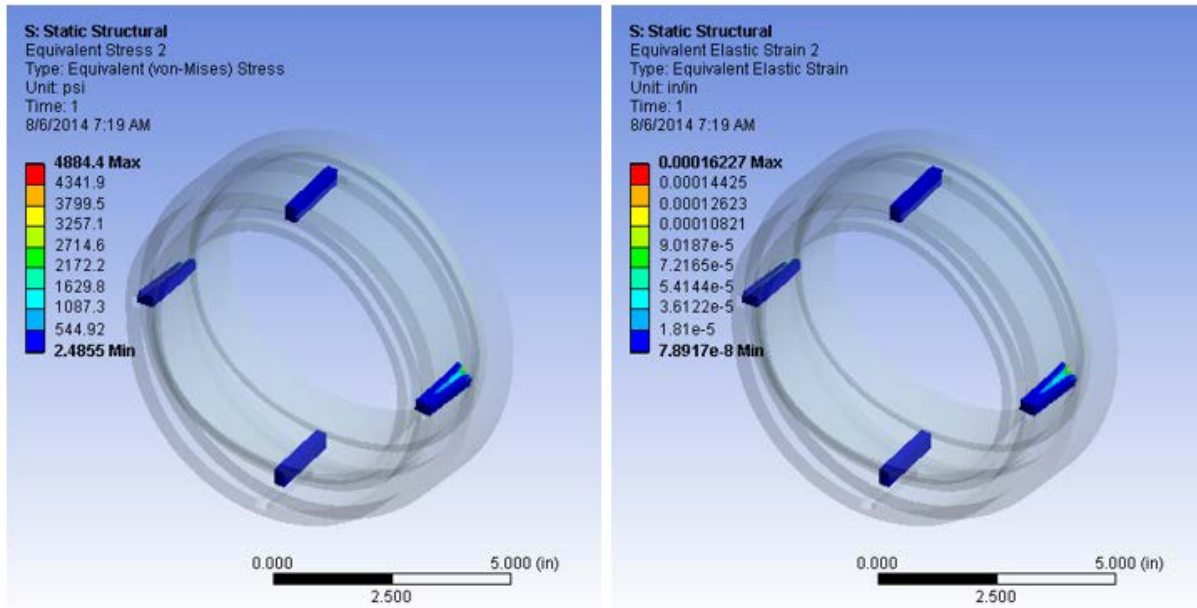 S: Static Structural
Equivalent Stress 2
Type: Equivalent (von-Mises) Stress
Unit: psi
Time: 1
8/6/2014 7:19 AM
4884.4 Max
4341.9
3799.5
3257.1
2714.6
2172.2
1629.8
1087.3
544.92
2.4855 Min
0.000
5.000 (in)
2.500
S: Static Structural
Equivalent Elastic Strain 2
Type: Equivalent Elastic Strain
Unit: in/in
Time: 1
8/6/2014 7:19 AM
0.00016227 Max
0.00014425
0.00012623
0.00010821
9.0187e-5
7.2165e-5
5.4144e-5
3.6122e-5
1.81e-5
7.8917e-8 Min
0.000
5.000 (in)
2.500